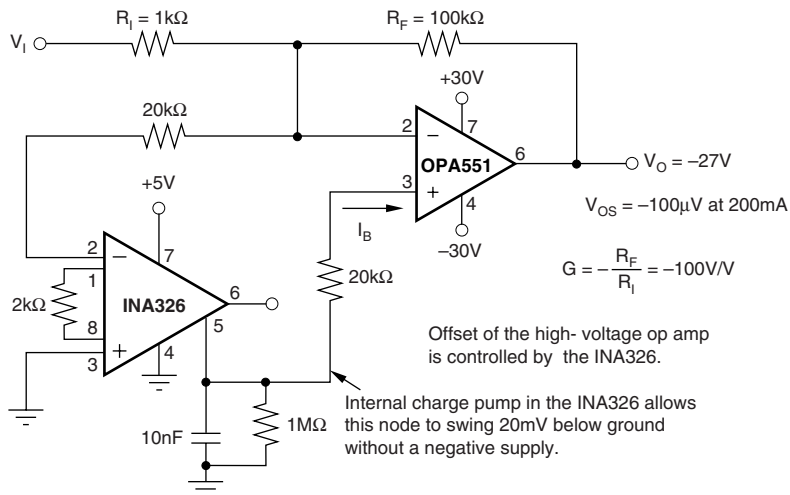 R_I = 1kΩ
R_F = 100kΩ
V_I
+30V
20kΩ
2
−
7
OPA551
6
V_O = −27V
+5V
3
+
4
V_OS = −100µV at 200mA
I_B
−30V
2
−
7
1
20kΩ
G = − R_F / R_I = −100V/V
2kΩ
INA326
6
8
5
3
+
4
Offset of the high- voltage op amp
is controlled by the INA326.
Internal charge pump in the INA326 allows
this node to swing 20mV below ground
without a negative supply.
10nF
1MΩ